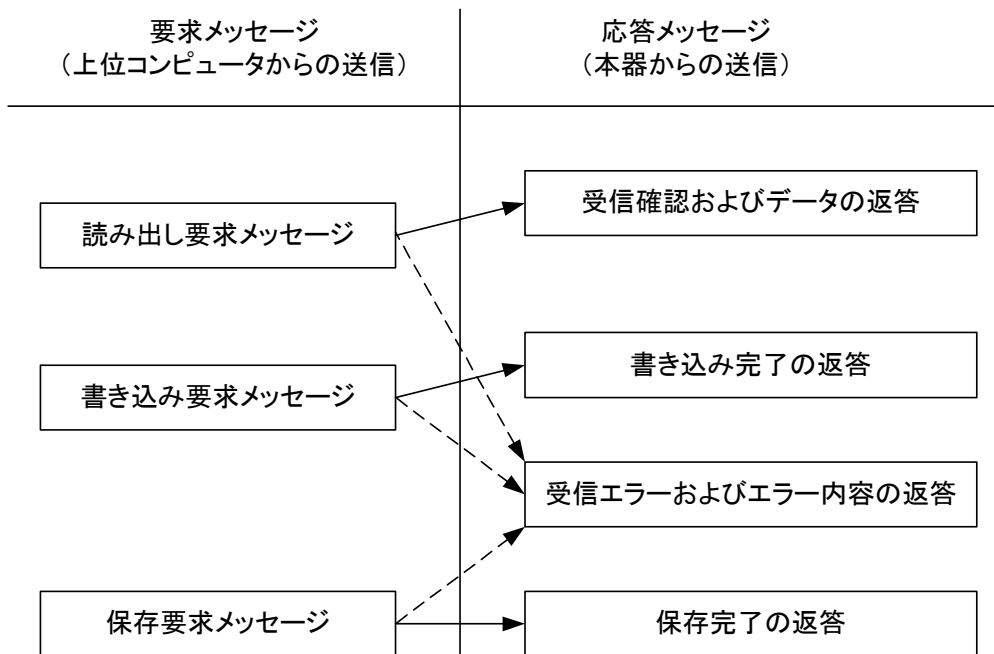 要求メッセージ
（上位コンピュータからの送信）
応答メッセージ
（本器からの送信）
読み出し要求メッセージ
受信確認およびデータの返答
書き込み要求メッセージ
書き込み完了の返答
受信エラーおよびエラー内容の返答
保存要求メッセージ
保存完了の返答